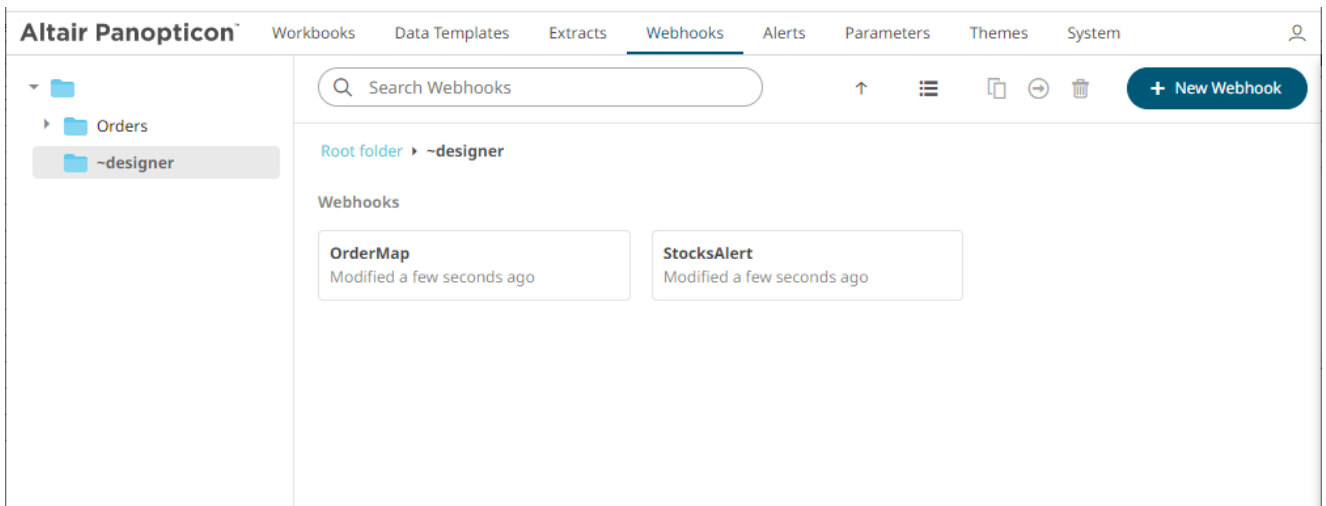 Altair Panopticon™ Workbooks Data Templates Extracts Webhooks Alerts Parameters Themes System
Search Webhooks
+ New Webhook
Orders
~designer
Root folder ▸ ~designer
Webhooks
OrderMap
Modified a few seconds ago
StocksAlert
Modified a few seconds ago